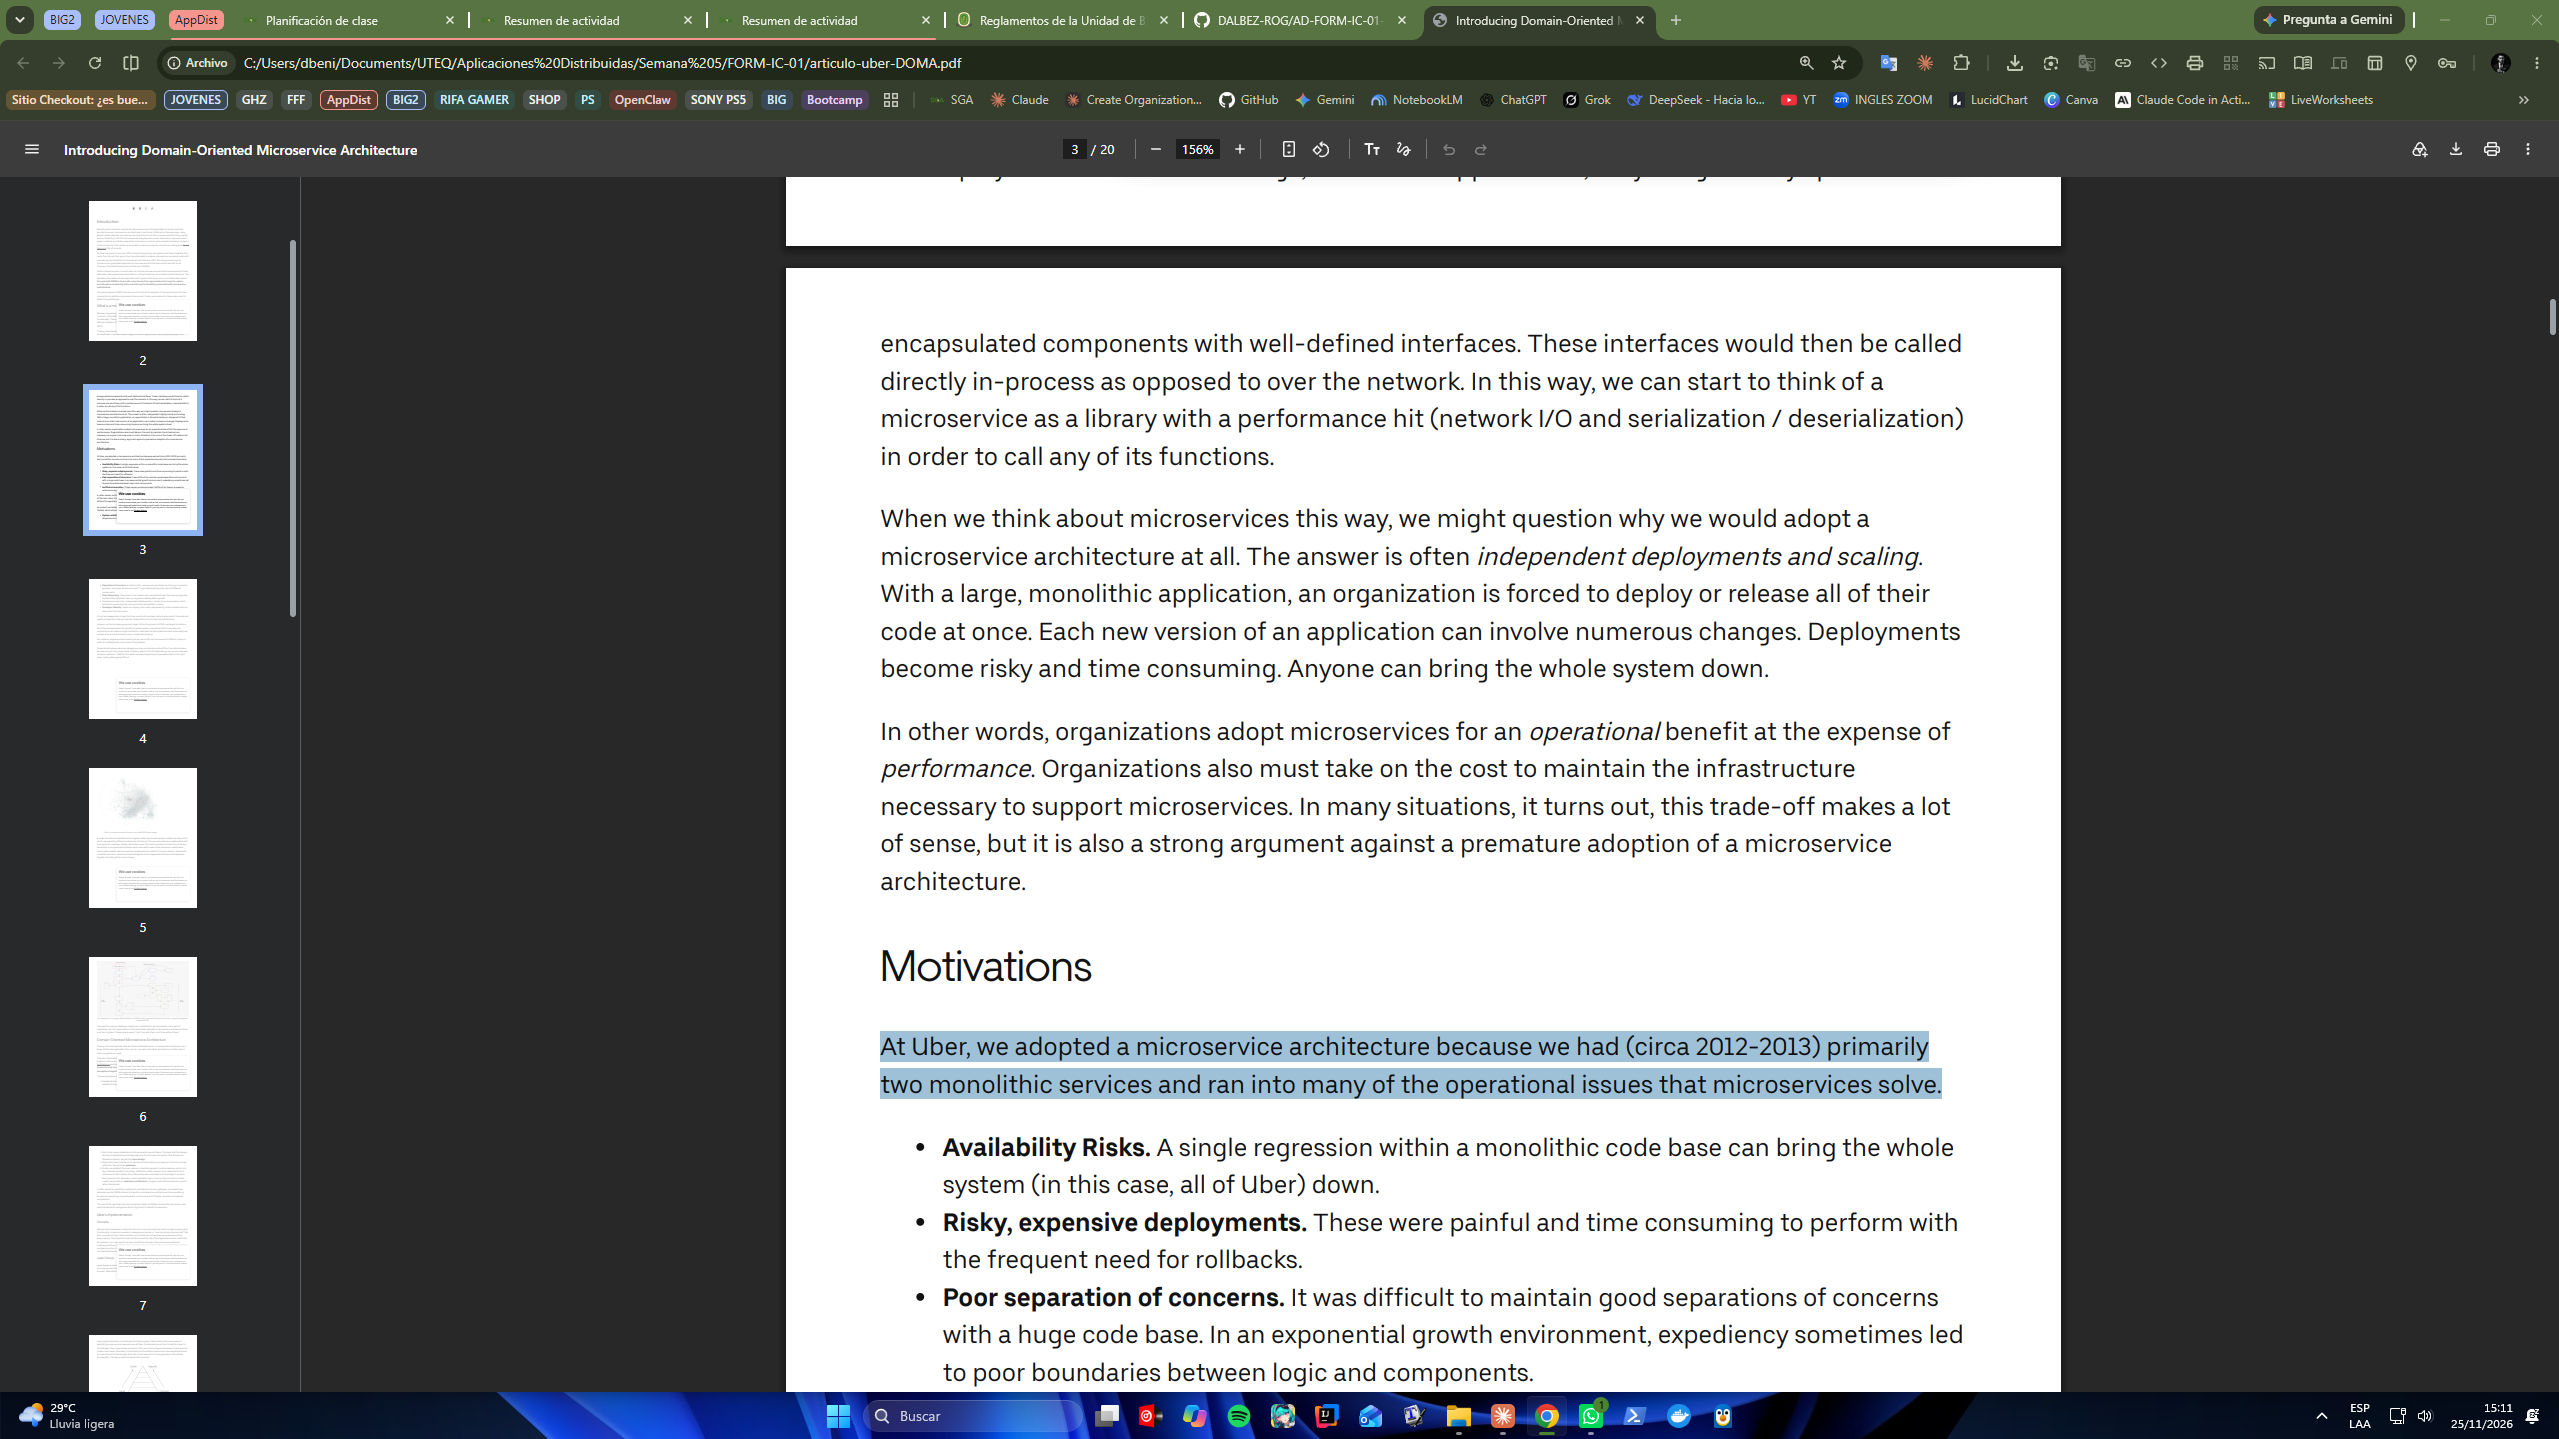 BIG2 JOVENES AppDist Planificación de clase Resumen de actividad Resumen de actividad Reglamentos de la Unidad de B DALBEZ-ROG/AD-FORM-IC-01- Introducing Domain-Oriented M Pregunta a Gemini
Archivo C:/Users/dbeni/Documents/UTEQ/Aplicaciones%20Distribuidas/Semana%205/FORM-IC-01/articulo-uber-DOMA.pdf
Sitio Checkout: ¿es bue... JOVENES GHZ FFF AppDist BIG2 RIFA GAMER SHOP PS OpenClaw SONY PS5 BIG Bootcamp SGA Claude Create Organization... GitHub Gemini NotebookLM ChatGPT Grok DeepSeek - Hacia lo... YT INGLES ZOOM LucidChart Canva Claude Code in Acti... LiveWorksheets
Introducing Domain-Oriented Microservice Architecture 3 / 20 156%
encapsulated components with well-defined interfaces. These interfaces would then be called
directly in-process as opposed to over the network. In this way, we can start to think of a
microservice as a library with a performance hit (network I/O and serialization / deserialization)
in order to call any of its functions.
When we think about microservices this way, we might question why we would adopt a
microservice architecture at all. The answer is often independent deployments and scaling.
With a large, monolithic application, an organization is forced to deploy or release all of their
code at once. Each new version of an application can involve numerous changes. Deployments
become risky and time consuming. Anyone can bring the whole system down.
In other words, organizations adopt microservices for an operational benefit at the expense of
performance. Organizations also must take on the cost to maintain the infrastructure
necessary to support microservices. In many situations, it turns out, this trade-off makes a lot
of sense, but it is also a strong argument against a premature adoption of a microservice
architecture.
Motivations
At Uber, we adopted a microservice architecture because we had (circa 2012-2013) primarily
two monolithic services and ran into many of the operational issues that microservices solve.
• Availability Risks. A single regression within a monolithic code base can bring the whole
system (in this case, all of Uber) down.
• Risky, expensive deployments. These were painful and time consuming to perform with
the frequent need for rollbacks.
• Poor separation of concerns. It was difficult to maintain good separations of concerns
with a huge code base. In an exponential growth environment, expediency sometimes led
to poor boundaries between logic and components.
2
3
4
5
6
7
29°C
Lluvia ligera
Buscar
1
ESP
LAA
15:11
25/11/2026